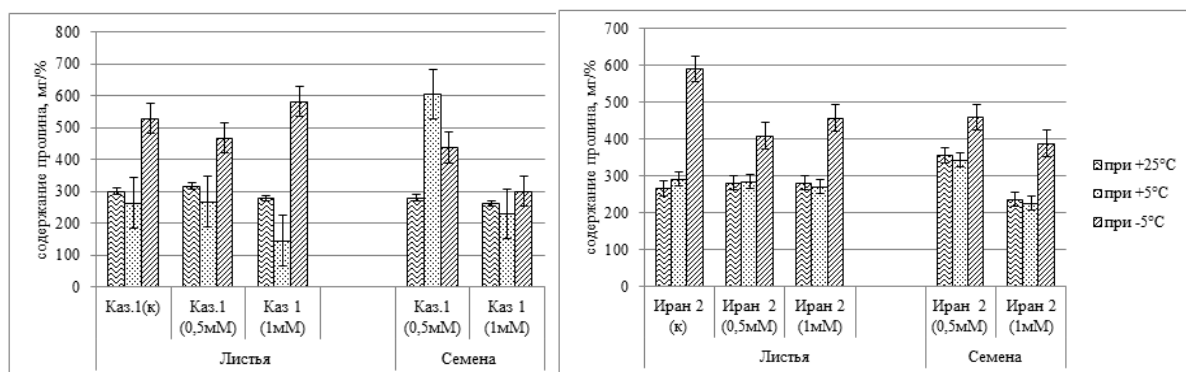 содержание пролина, мг/%
800
700
600
500
400
300
200
100
0
Каз.1(к)
Каз.1
(0,5мМ)
Каз 1
(1мМ)
Каз.1
(0,5мМ)
Каз 1
(1мМ)
Листья
Семена
содержание пролина, мг/%
700
600
500
400
300
200
100
0
Иран 2
(к)
Иран 2
(0,5мМ)
Иран 2
(1мМ)
Иран 2
(0,5мМ)
Иран 2
(1мМ)
Листья
Семена
при +25°С
при +5°С
при -5°С